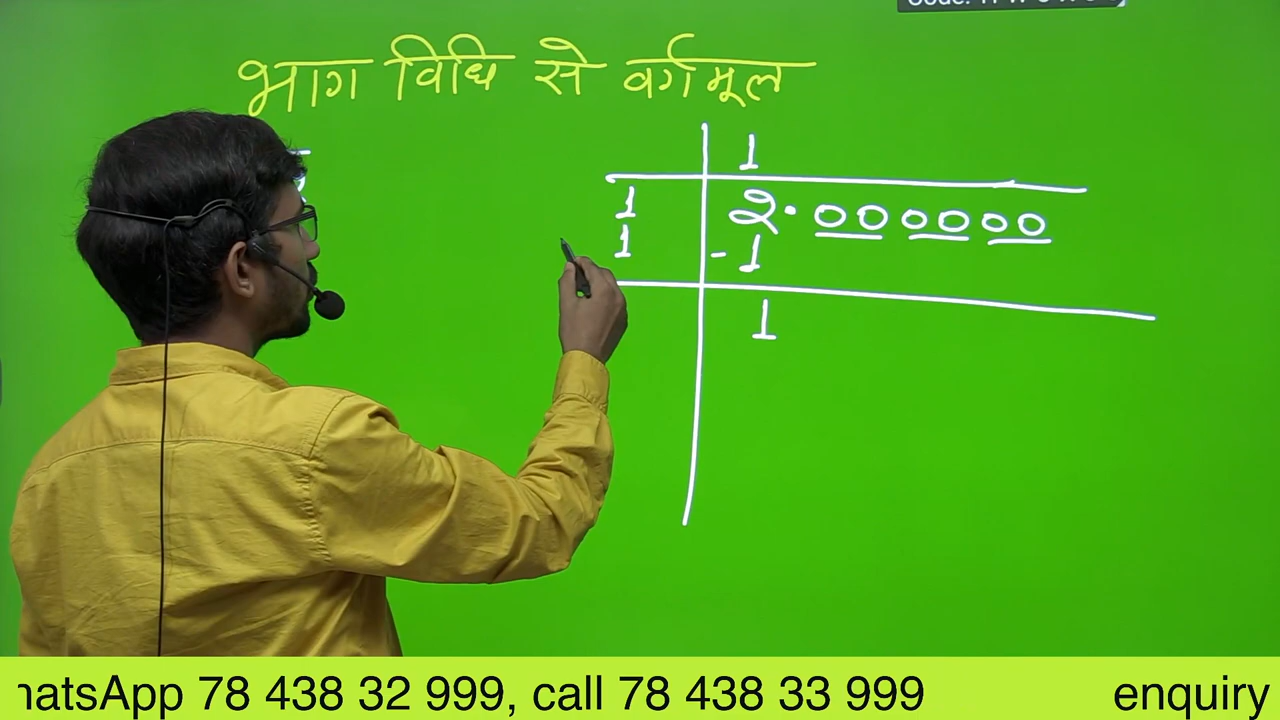 भाग विधि से वर्गमूल
1
1 2.000000
1 -1
1
WhatsApp 78 438 32 999, call 78 438 33 999 enquiry